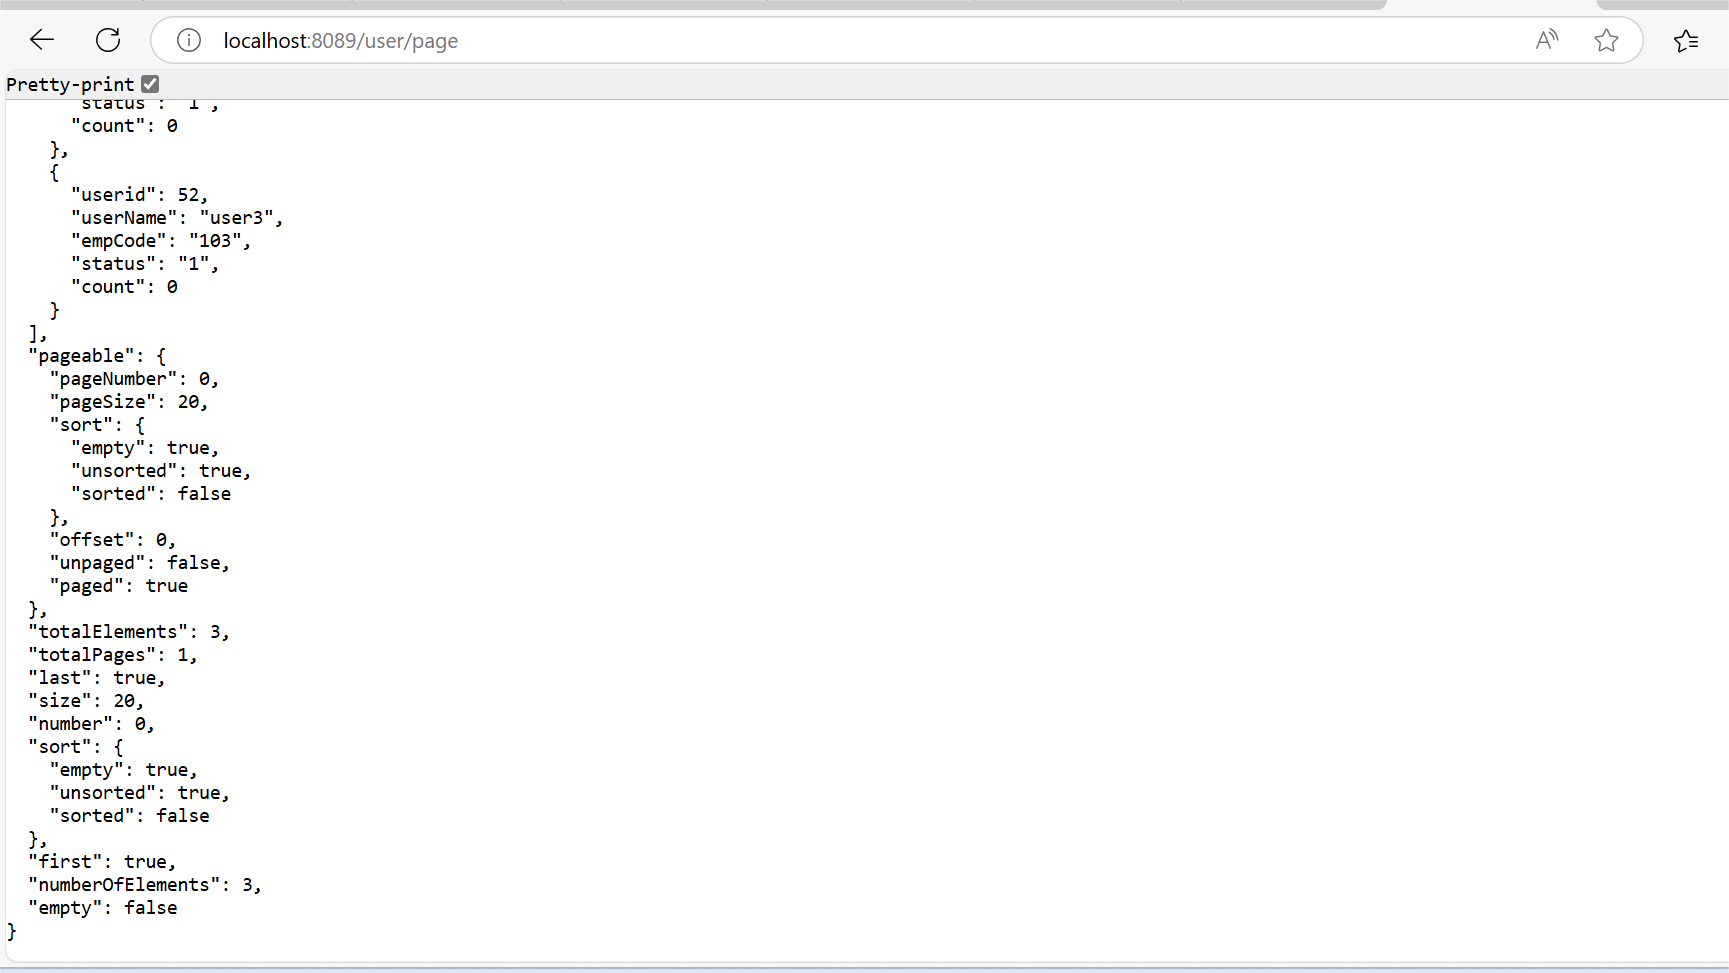 localhost:8089/user/page
Pretty-print
"status": "1",
"count": 0
},
{
"userid": 52,
"userName": "user3",
"empCode": "103",
"status": "1",
"count": 0
}
],
"pageable": {
"pageNumber": 0,
"pageSize": 20,
"sort": {
"empty": true,
"unsorted": true,
"sorted": false
},
"offset": 0,
"unpaged": false,
"paged": true
},
"totalElements": 3,
"totalPages": 1,
"last": true,
"size": 20,
"number": 0,
"sort": {
"empty": true,
"unsorted": true,
"sorted": false
},
"first": true,
"numberOfElements": 3,
"empty": false
}